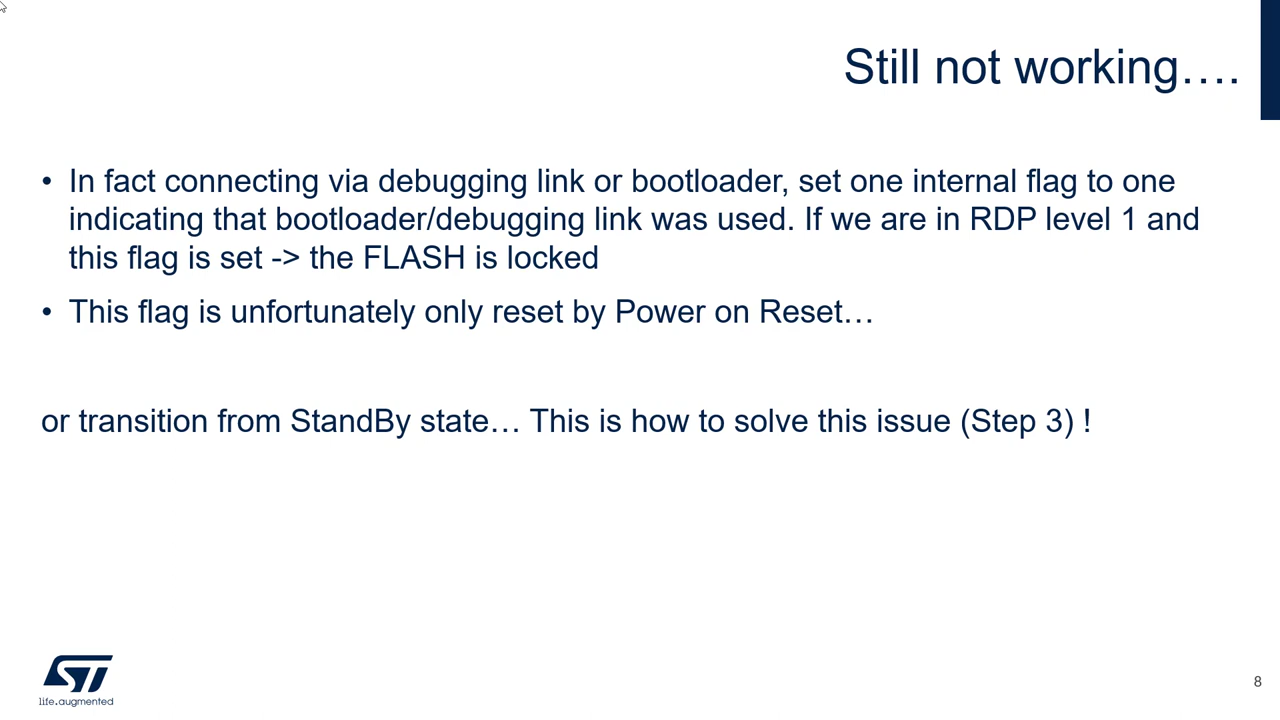 Still not working….
• In fact connecting via debugging link or bootloader, set one internal flag to one
indicating that bootloader/debugging link was used. If we are in RDP level 1 and
this flag is set -> the FLASH is locked
• This flag is unfortunately only reset by Power on Reset…
or transition from StandBy state… This is how to solve this issue (Step 3) !
ST
life.augmented
8